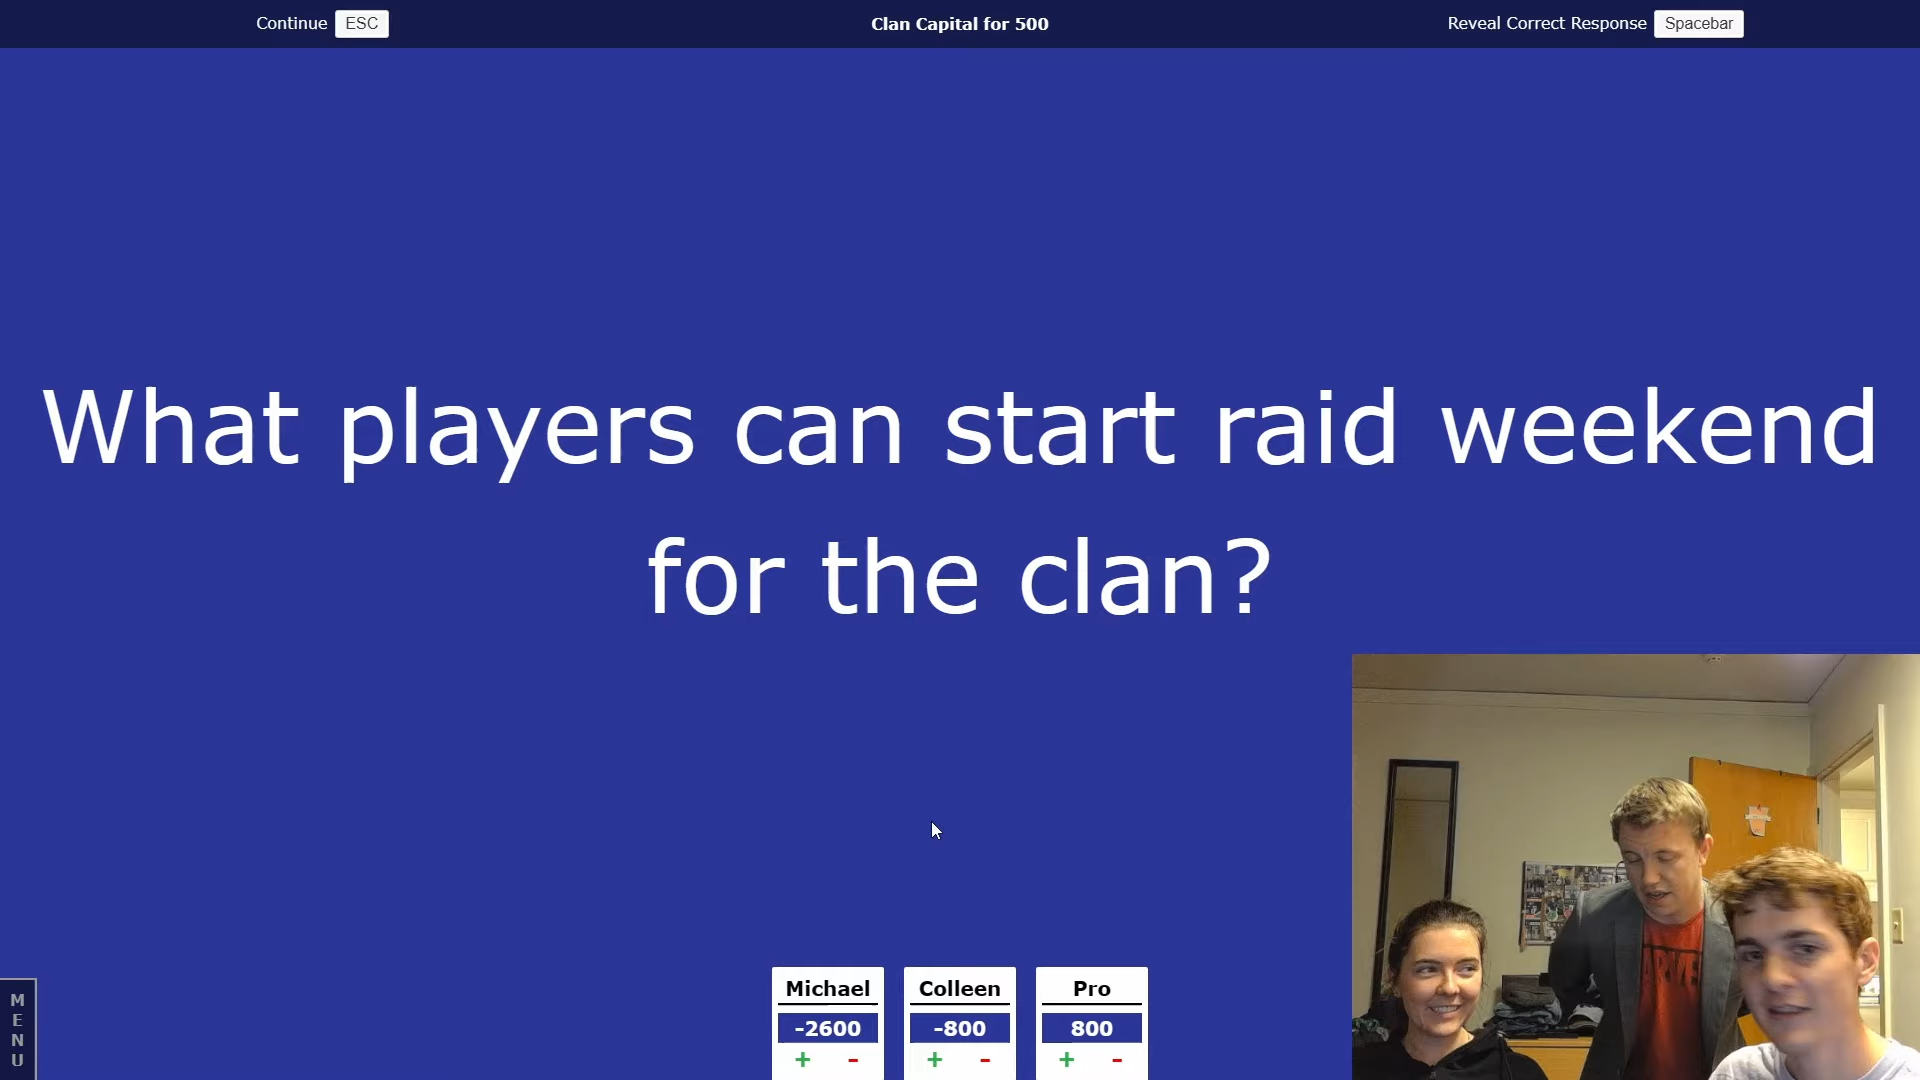 Continue ESC
Clan Capital for 500
Reveal Correct Response Spacebar
What players can start raid weekend
for the clan?
MENU
Michael Colleen Pro
-2600 -800 800
+ - + - + -